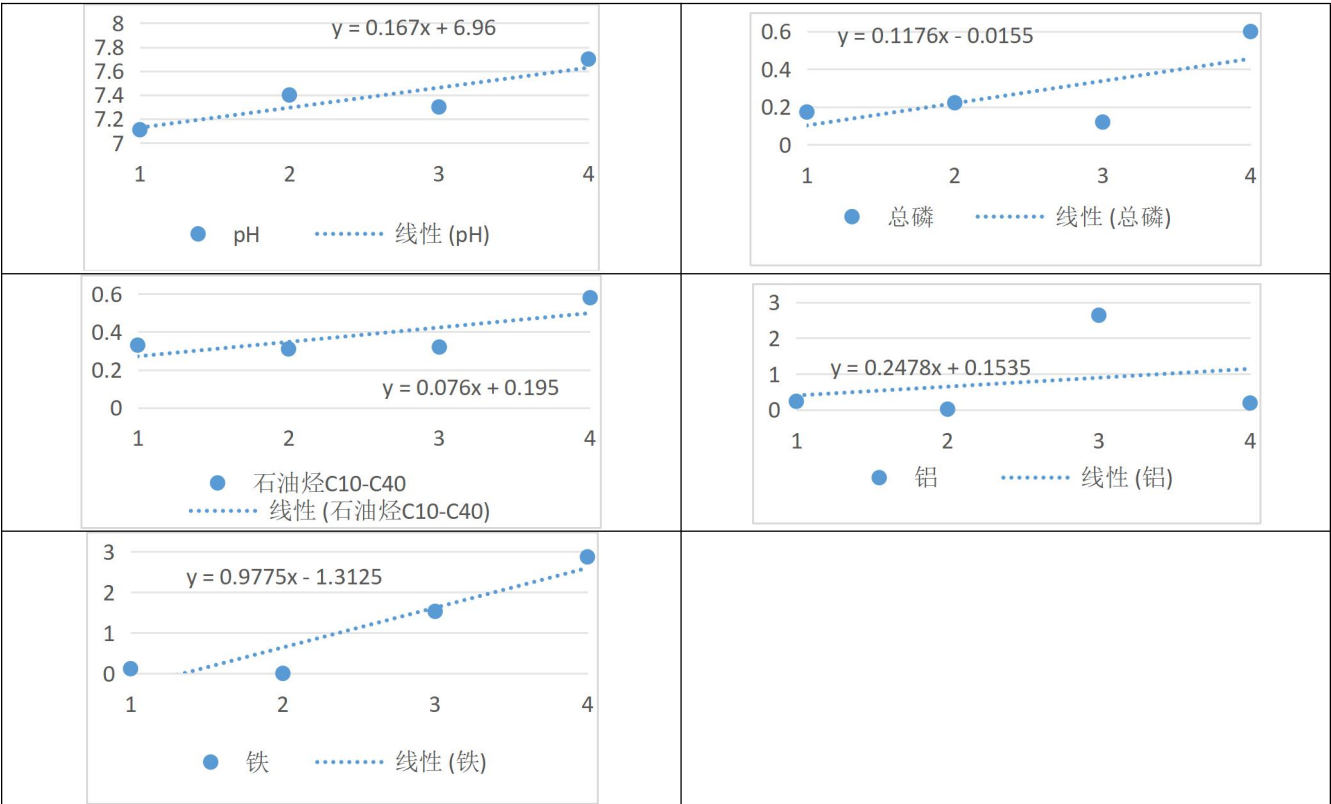 y = 0.167x + 6.96
8
7.8
7.6
7.4
7.2
7
1 2 3 4
pH 线性 (pH)
y = 0.1176x - 0.0155
0.6
0.4
0.2
0
1 2 3 4
总磷 线性 (总磷)
0.6
0.4
0.2
0
y = 0.076x + 0.195
1 2 3 4
石油烃C10-C40
线性 (石油烃C10-C40)
3
2
1
0
y = 0.2478x + 0.1535
1 2 3 4
铝 线性 (铝)
3
2
1
0
y = 0.9775x - 1.3125
1 2 3 4
铁 线性 (铁)